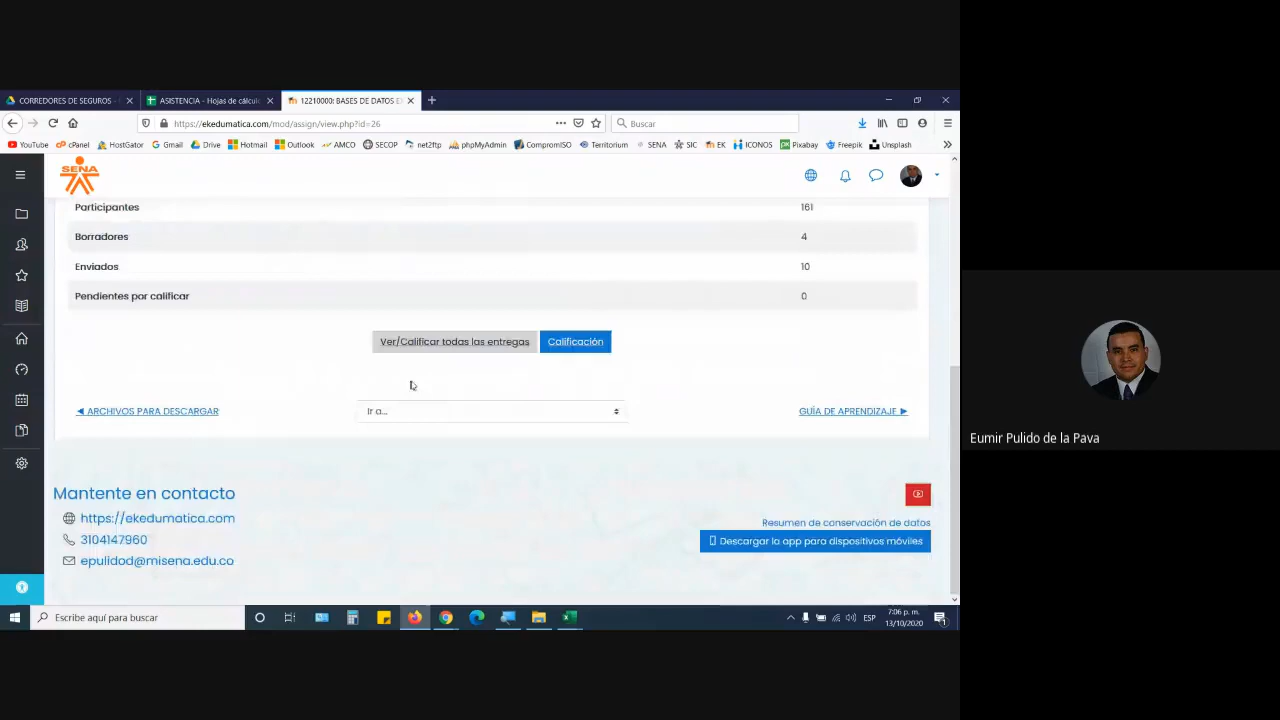 CORREDORES DE SEGUROS -
ASISTENCIA - Hojas de cálcul
12210000: BASES DE DATOS E
https://ekedumatica.com/mod/assign/view.php?id=26
Buscar
YouTube cPanel HostGator Gmail Drive Hotmail Outlook AMCO SECOP net2ftp phpMyAdmin CompromISO Territorium SENA SIC EK ICONOS Pixabay Freepik Unsplash
SENA
Participantes 161
Borradores 4
Enviados 10
Pendientes por calificar 0
Ver/Calificar todas las entregas Calificación
◀ ARCHIVOS PARA DESCARGAR
Ir a...
GUÍA DE APRENDIZAJE ▶
Eumir Pulido de la Pava
Mantente en contacto
https://ekedumatica.com
3104147960
epulidod@misena.edu.co
Resumen de conservación de datos
Descargar la app para dispositivos móviles
Escribe aquí para buscar
ESP
7:06 p. m.
13/10/2020
1